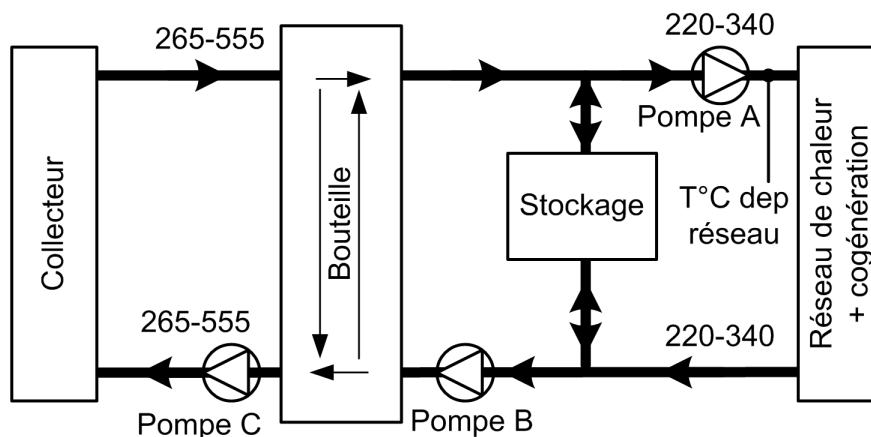 265-555
220-340
Pompe A
Collecteur
Bouteille
Stockage
T°C dep
réseau
Réseau de chaleur
+ cogénération
265-555
220-340
Pompe C
Pompe B